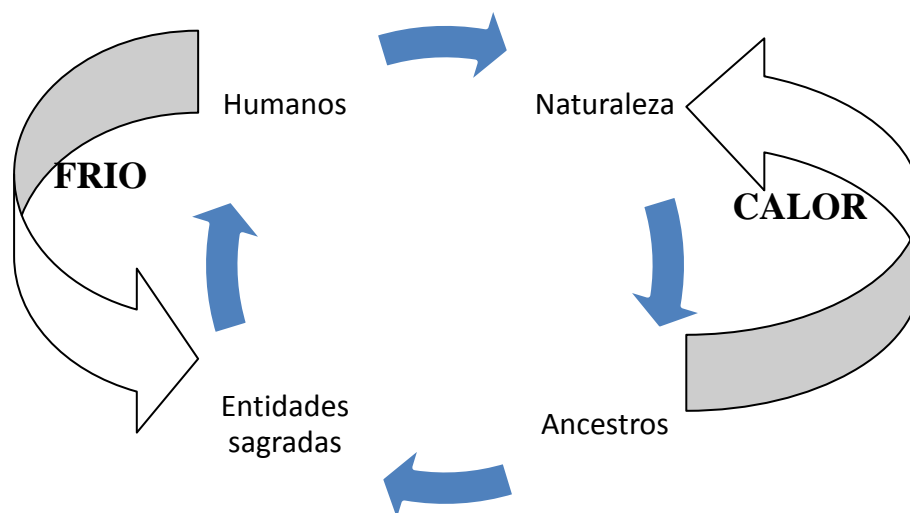 Humanos
Naturaleza
FRIO
CALOR
Entidades
sagradas
Ancestros